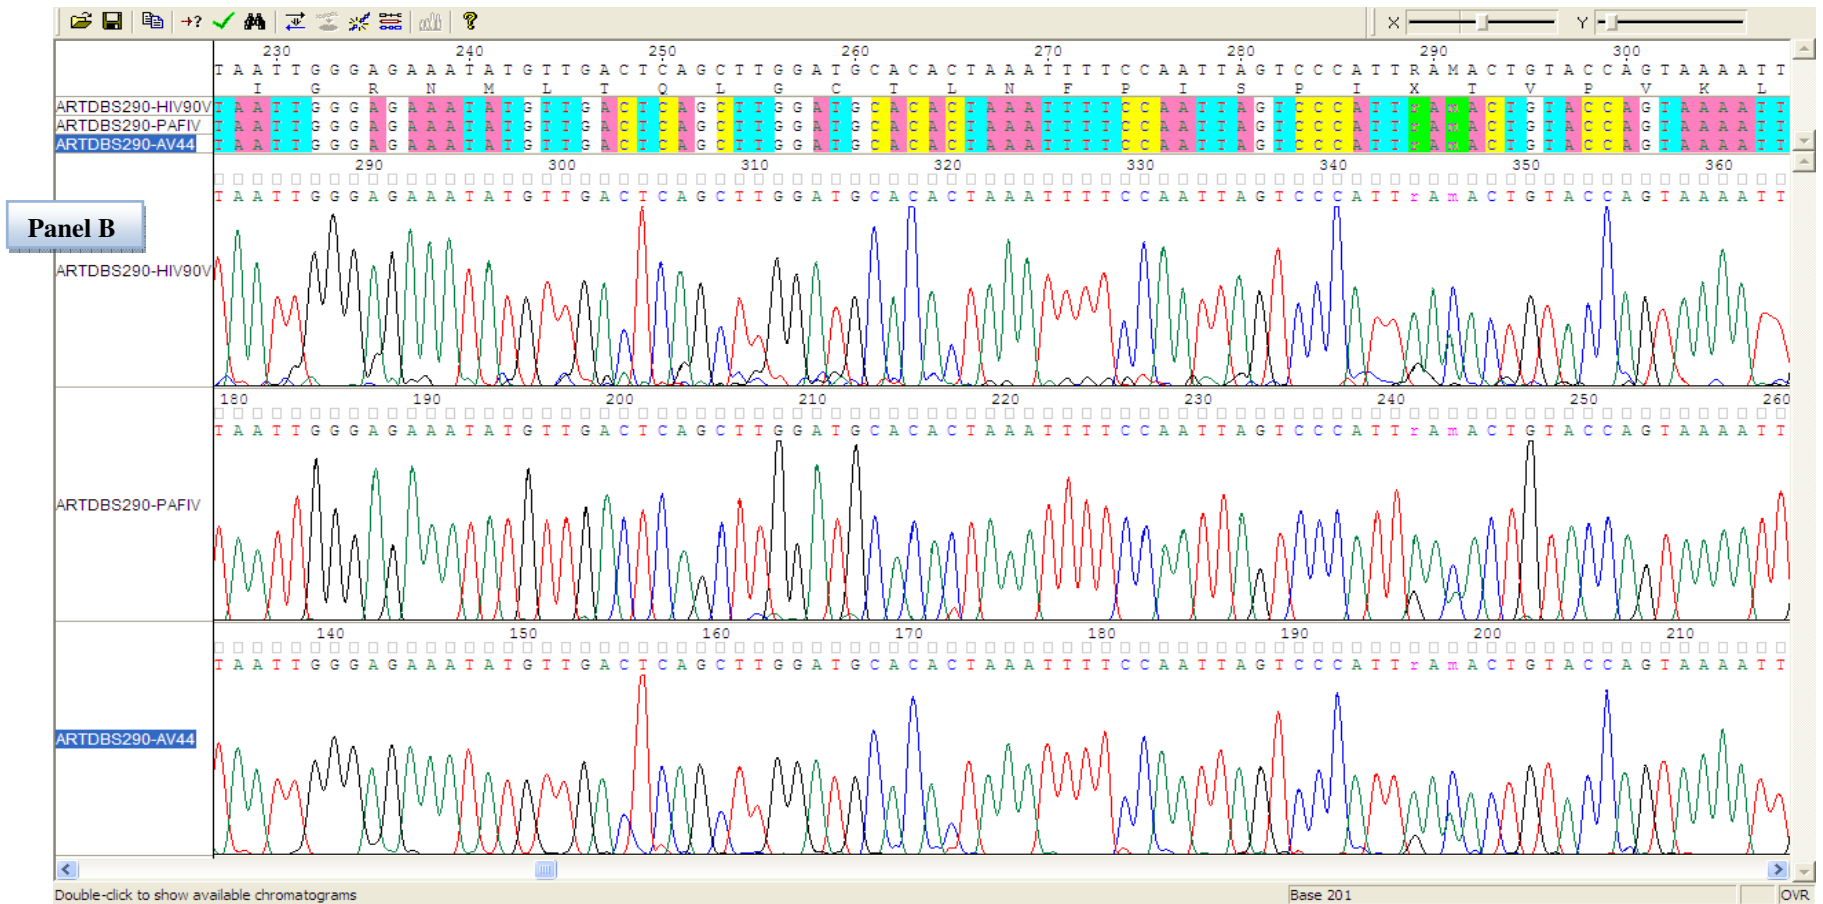 X Y
230 240 250 260 270 280 290 300
T A A T T G G G A G A A A T A T G T T G A C T C A G C T T G G A T G C A C A C T A A A T T T T C C A A T T A G T C C C A T T R A M A C T G T A C C A G T A A A A T T
I G R N M L T Q L G C T L N F P I S P I X T V P V K L
ARTDBS290-HIV90V T A A T T G G G A G A A A T A T G T T G A C T C A G C T T G G A T G C A C A C T A A A T T T T C C A A T T A G T C C C A T T r A m A C T G T A C C A G T A A A A T T
ARTDBS290-PAFIV T A A T T G G G A G A A A T A T G T T G A C T C A G C T T G G A T G C A C A C T A A A T T T T C C A A T T A G T C C C A T T r A m A C T G T A C C A G T A A A A T T
ARTDBS290-AV44 T A A T T G G G A G A A A T A T G T T G A C T C A G C T T G G A T G C A C A C T A A A T T T T C C A A T T A G T C C C A T T r A m A C T G T A C C A G T A A A A T T
290 300 310 320 330 340 350 360
T A A T T G G G A G A A A T A T G T T G A C T C A G C T T G G A T G C A C A C T A A A T T T T C C A A T T A G T C C C A T T r A m A C T G T A C C A G T A A A A T T
Panel B
ARTDBS290-HIV90V
180 190 200 210 220 230 240 250 260
T A A T T G G G A G A A A T A T G T T G A C T C A G C T T G G A T G C A C A C T A A A T T T T C C A A T T A G T C C C A T T r A m A C T G T A C C A G T A A A A T T
ARTDBS290-PAFIV
140 150 160 170 180 190 200 210
T A A T T G G G A G A A A T A T G T T G A C T C A G C T T G G A T G C A C A C T A A A T T T T C C A A T T A G T C C C A T T r A m A C T G T A C C A G T A A A A T T
ARTDBS290-AV44
Double-click to show available chromatograms Base 201 OVR